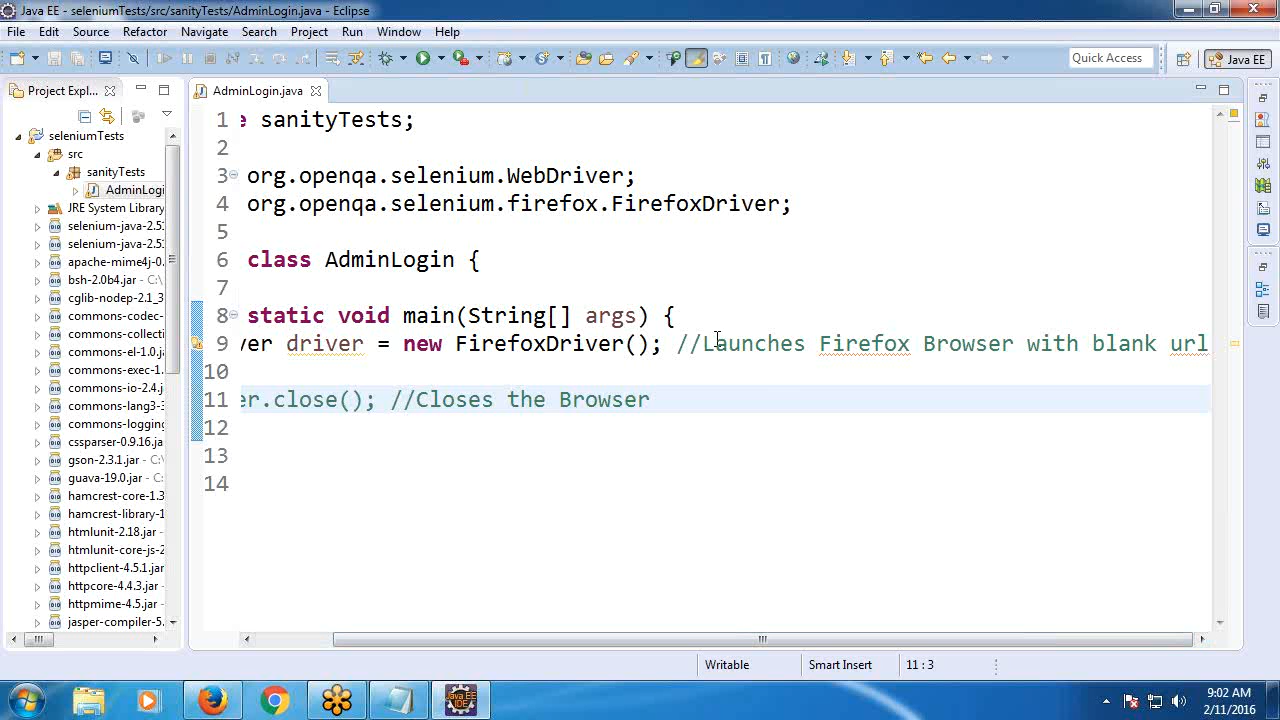 Java EE - seleniumTests/src/sanityTests/AdminLogin.java - Eclipse
File Edit Source Refactor Navigate Search Project Run Window Help
Quick Access
Java EE
Project Expl...
AdminLogin.java
seleniumTests
src
sanityTests
AdminLogi
JRE System Library
selenium-java-2.5
selenium-java-2.5
apache-mime4j-0.
bsh-2.0b4.jar - C:\
cglib-nodep-2.1_3
commons-codec-
commons-collecti
commons-el-1.0.j
commons-exec-1.
commons-io-2.4.j
commons-lang3-3
commons-logging
cssparser-0.9.16.ja
gson-2.3.1.jar - C:\
guava-19.0.jar - C:
hamcrest-core-1.3
hamcrest-library-1
htmlunit-2.18.jar -
htmlunit-core-js-2
httpclient-4.5.1.jar
httpcore-4.4.3.jar -
httpmime-4.5.jar -
jasper-compiler-5.
1 e sanityTests;
2
3 org.openqa.selenium.WebDriver;
4 org.openqa.selenium.firefox.FirefoxDriver;
5
6 class AdminLogin {
7
8 static void main(String[] args) {
9 ver driver = new FirefoxDriver(); //Launches Firefox Browser with blank url
10
11 er.close(); //Closes the Browser
12
13
14
Writable Smart Insert 11 : 3
Java EE IDE
9:02 AM
2/11/2016